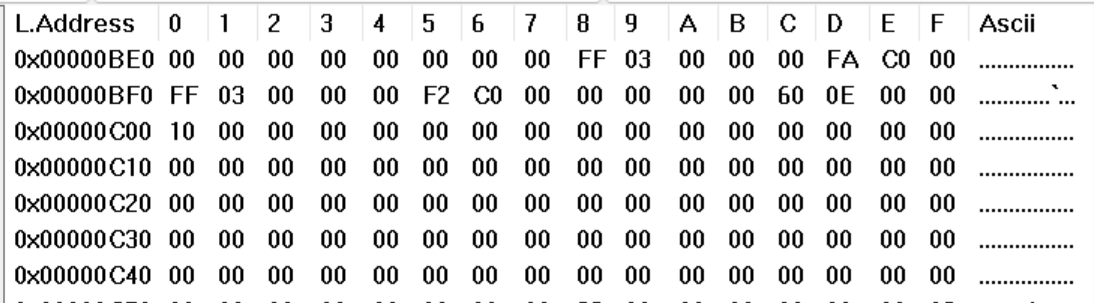 L.Address 0 1 2 3 4 5 6 7 8 9 A B C D E F Ascii
0x00000BE0 00 00 00 00 00 00 00 00 FF 03 00 00 00 FA C0 00 ................
0x00000BF0 FF 03 00 00 00 F2 C0 00 00 00 00 00 60 0E 00 00 ............`...
0x00000C00 10 00 00 00 00 00 00 00 00 00 00 00 00 00 00 00 ................
0x00000C10 00 00 00 00 00 00 00 00 00 00 00 00 00 00 00 00 ................
0x00000C20 00 00 00 00 00 00 00 00 00 00 00 00 00 00 00 00 ................
0x00000C30 00 00 00 00 00 00 00 00 00 00 00 00 00 00 00 00 ................
0x00000C40 00 00 00 00 00 00 00 00 00 00 00 00 00 00 00 00 ................